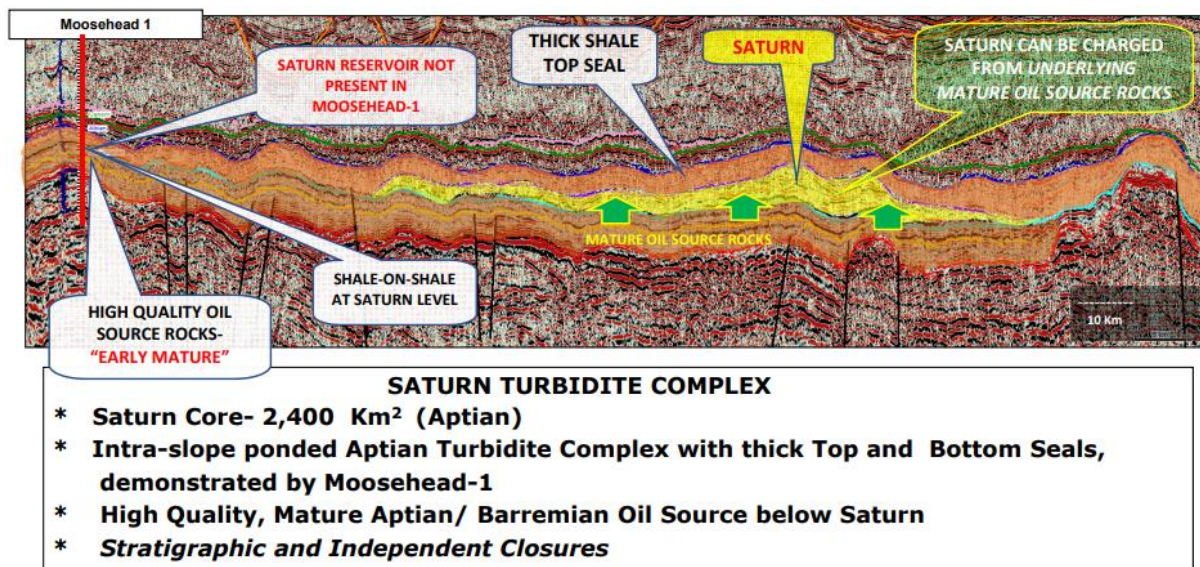 Moosehead 1
SATURN RESERVOIR NOT
PRESENT IN
MOOSEHEAD-1
THICK SHALE
TOP SEAL
SATURN
SATURN CAN BE CHARGED
FROM UNDERLYING
MATURE OIL SOURCE ROCKS
MATURE OIL SOURCE ROCKS
SHALE-ON-SHALE
AT SATURN LEVEL
HIGH QUALITY OIL
SOURCE ROCKS-
“EARLY MATURE”
10 Km
SATURN TURBIDITE COMPLEX
* Saturn Core- 2,400 Km² (Aptian)
* Intra-slope ponded Aptian Turbidite Complex with thick Top and Bottom Seals,
demonstrated by Moosehead-1
* High Quality, Mature Aptian/ Barremian Oil Source below Saturn
* Stratigraphic and Independent Closures